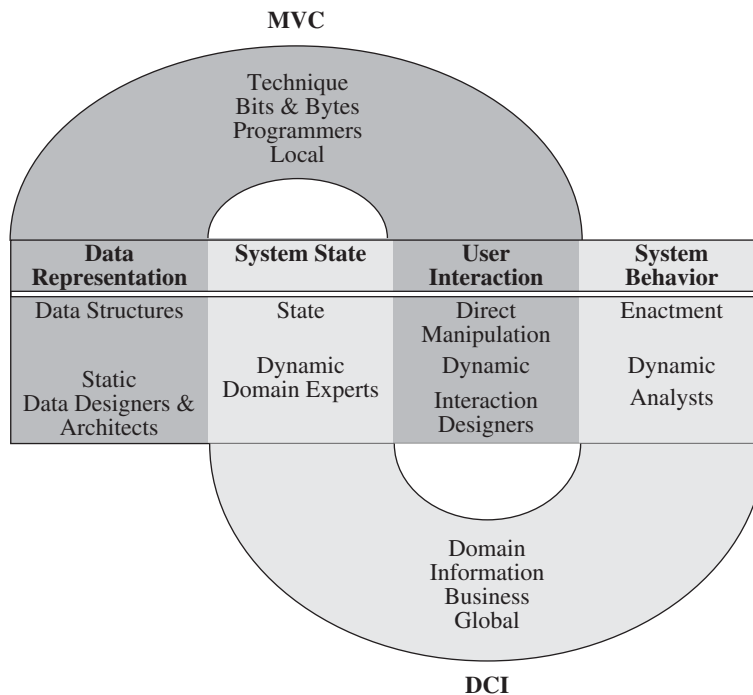 MVC
Technique
Bits & Bytes
Programmers
Local
Data
Representation
System State
User
Interaction
System
Behavior
Data Structures
State
Direct
Manipulation
Enactment
Static
Data Designers &
Architects
Dynamic
Domain Experts
Dynamic
Interaction
Designers
Dynamic
Analysts
Domain
Information
Business
Global
DCI